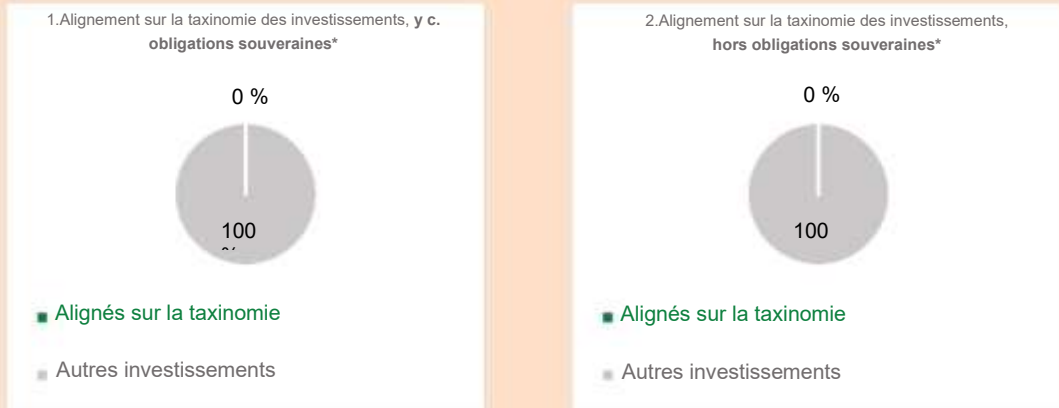 1.Alignement sur la taxinomie des investissements, y c.
obligations souveraines*
0 %
100
%
Alignés sur la taxinomie
Autres investissements
2.Alignement sur la taxinomie des investissements,
hors obligations souveraines*
0 %
100
Alignés sur la taxinomie
Autres investissements